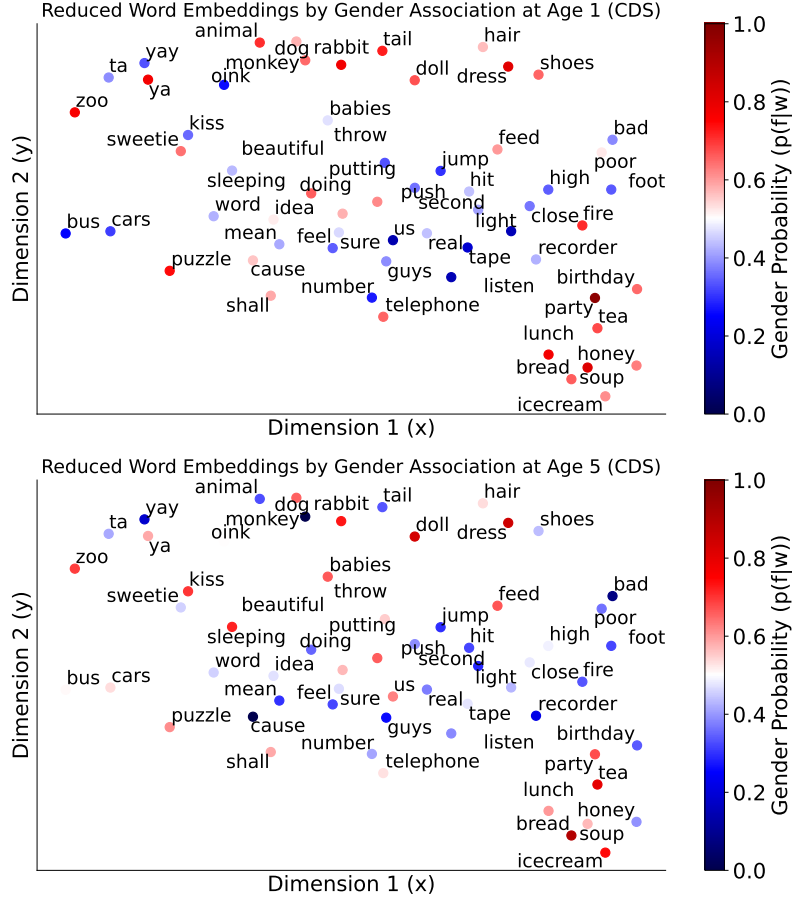 Reduced Word Embeddings by Gender Association at Age 1 (CDS)
animal
dog rabbit tail hair
yay
ta monkey doll dress shoes
ya oink
zoo
babies
kiss throw feed bad
sweetie beautiful poor
putting jump
sleeping doing push hit high foot
word idea second
bus cars light close fire
mean feel sure us real
puzzle cause guys tape recorder
number listen birthday
shall telephone party tea
lunch
bread honey
soup
icecream
Dimension 2 (y)
Dimension 1 (x)
1.0
0.8
0.6
0.4
0.2
0.0
Gender Probability (p(f|w))
Reduced Word Embeddings by Gender Association at Age 5 (CDS)
animal
dog rabbit tail hair
yay
ta monkey doll dress shoes
ya oink
zoo
babies
kiss throw feed bad
sweetie beautiful poor
putting jump
sleeping doing push hit high foot
word idea second
bus cars light close fire
mean feel sure us real
puzzle cause guys tape recorder
number listen birthday
shall telephone party tea
lunch
bread honey
soup
icecream
Dimension 2 (y)
Dimension 1 (x)
1.0
0.8
0.6
0.4
0.2
0.0
Gender Probability (p(f|w))